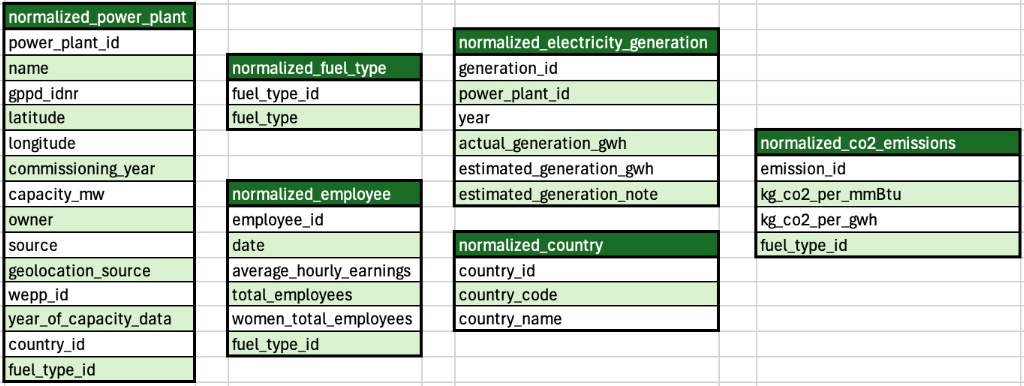 normalized_power_plant
power_plant_id
name
gppd_idnr
latitude
longitude
commissioning_year
capacity_mw
owner
source
geolocation_source
wepp_id
year_of_capacity_data
country_id
fuel_type_id
normalized_fuel_type
fuel_type_id
fuel_type
normalized_employee
employee_id
date
average_hourly_earnings
total_employees
women_total_employees
fuel_type_id
normalized_electricity_generation
generation_id
power_plant_id
year
actual_generation_gwh
estimated_generation_gwh
estimated_generation_note
normalized_country
country_id
country_code
country_name
normalized_co2_emissions
emission_id
kg_co2_per_mmBtu
kg_co2_per_gwh
fuel_type_id